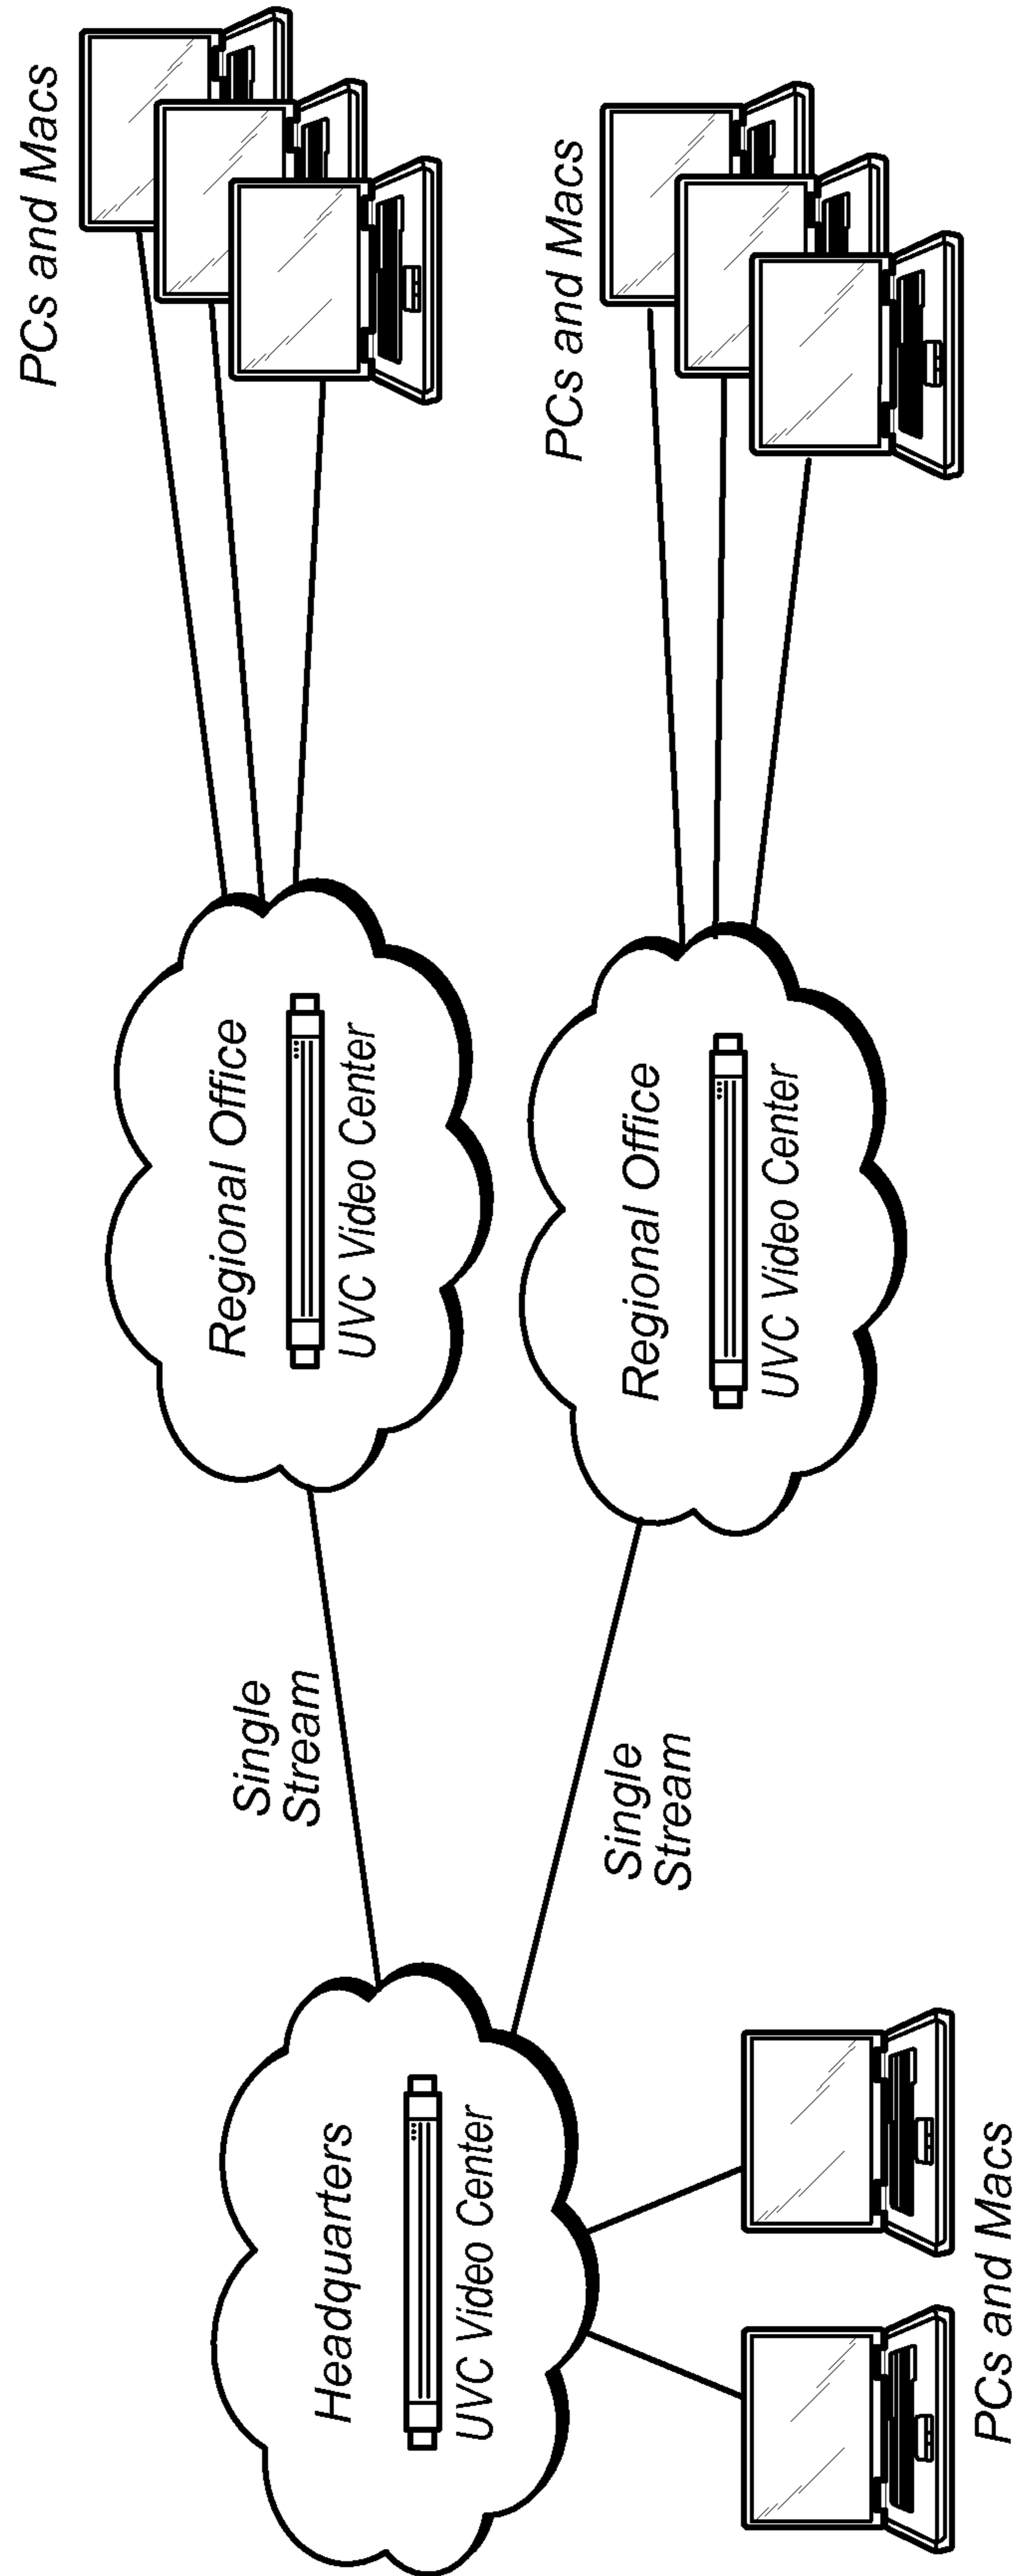 Headquarters
UVC Video Center
PCs and Macs
Single
Stream
Single
Stream
Regional Office
UVC Video Center
PCs and Macs
Regional Office
UVC Video Center
PCs and Macs